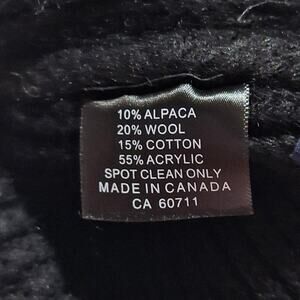 10% ALPACA
20% WOOL
15% COTTON
55% ACRYLIC
SPOT CLEAN ONLY
MADE IN CANADA
CA 60711